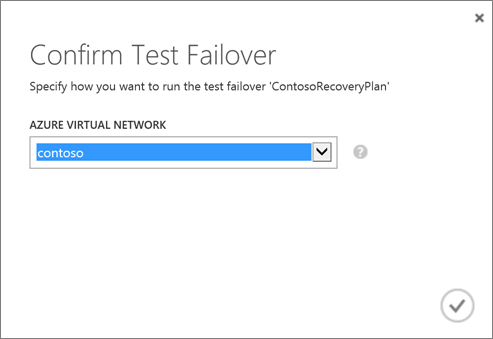 Confirm Test Failover
Specify how you want to run the test failover 'ContosoRecoveryPlan'
AZURE VIRTUAL NETWORK
contoso
?